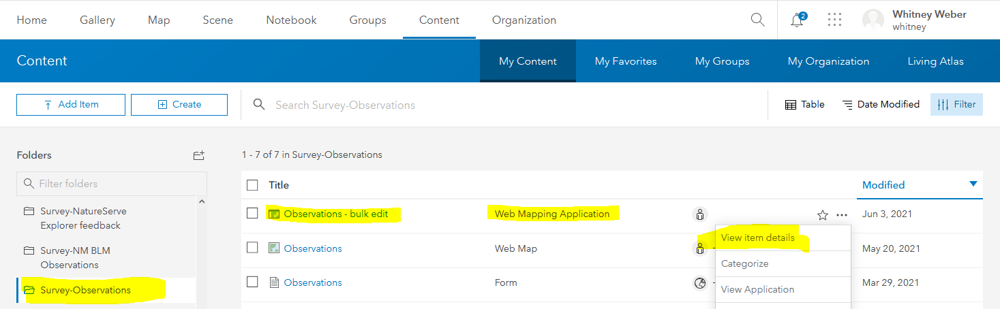 Home Gallery Map Scene Notebook Groups Content Organization 2 Whitney Weber
whitney
Content My Content My Favorites My Groups My Organization Living Atlas
Add Item Create Search Survey-Observations Table Date Modified Filter
Folders
Filter folders
Survey-NatureServe
Explorer feedback
Survey-NM BLM
Observations
Survey-Observations
1 - 7 of 7 in Survey-Observations
Title Modified
Observations - bulk edit Web Mapping Application Jun 3, 2021
View item details
Observations Web Map May 20, 2021
Categorize
Observations Form Mar 29, 2021
View Application